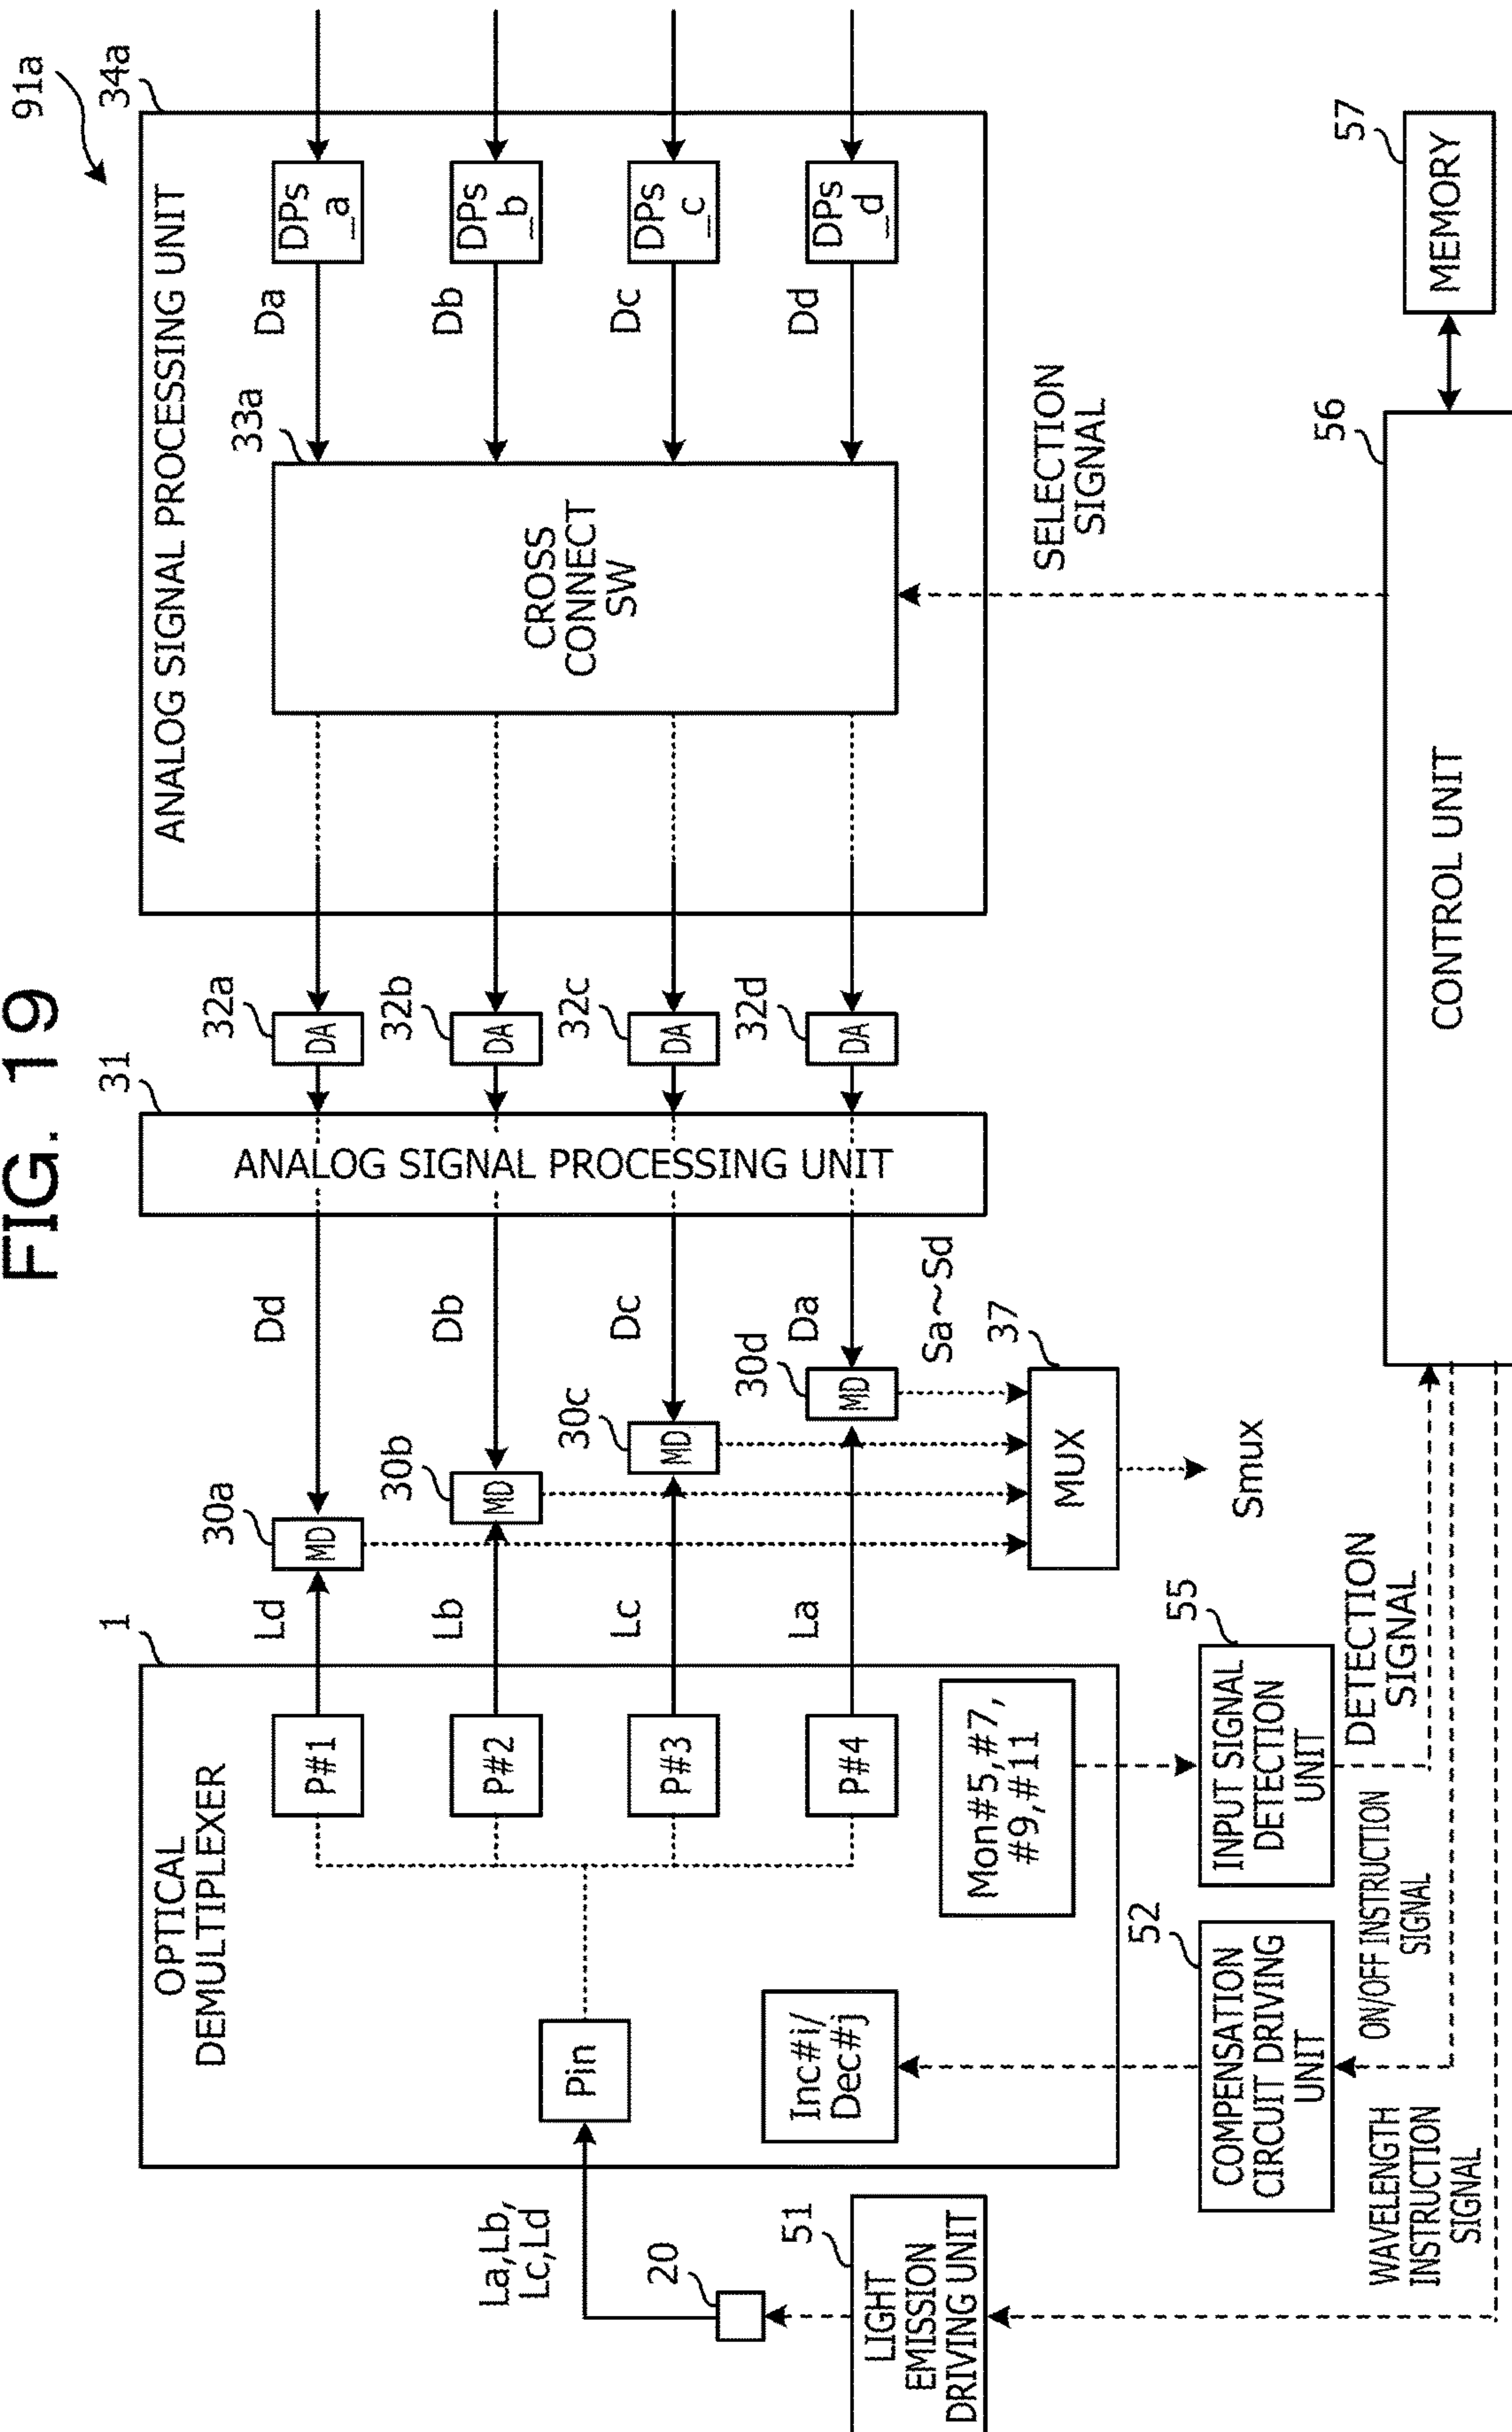 FIG. 19
91a
1
OPTICAL
DEMULTIPLEXER
La,Lb,
Lc,Ld
Pin
P#1
P#2
P#3
P#4
Inc#i/
Dec#j
Mon#5,#7,
#9,#11
20
51
LIGHT
EMISSION
DRIVING UNIT
52
COMPENSATION
CIRCUIT DRIVING
UNIT
55
INPUT SIGNAL
DETECTION
UNIT
Ld
Lb
Lc
La
30a
MD
30b
MD
30c
MD
30d
MD
Dd
Db
Dc
Da
Sa～Sd
37
MUX
Smux
31
ANALOG SIGNAL PROCESSING UNIT
32a
DA
32b
DA
32c
DA
32d
DA
34a
ANALOG SIGNAL PROCESSING UNIT
33a
CROSS
CONNECT
SW
Da
Db
Dc
Dd
DPs
_a
DPs
_b
DPs
_c
DPs
_d
SELECTION
SIGNAL
DETECTION
SIGNAL
ON/OFF INSTRUCTION
SIGNAL
WAVELENGTH
INSTRUCTION
SIGNAL
56
CONTROL UNIT
57
MEMORY